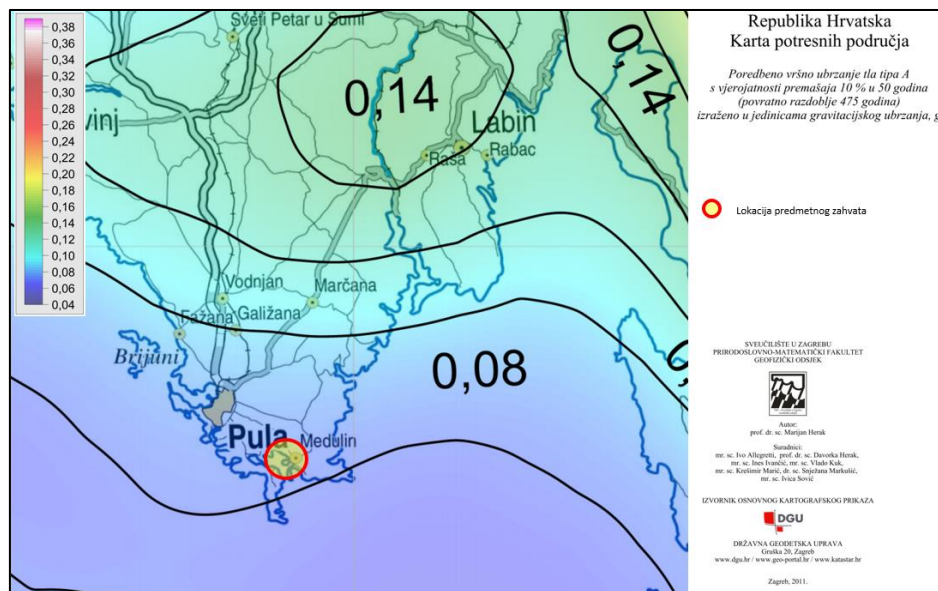 0,38
0,36
0,34
0,32
0,30
0,28
0,26
0,24
0,22
0,20
0,18
0,16
0,14
0,12
0,10
0,08
0,06
0,04
Sveti Petar u Šumi
vinj
0,14
0,14
Labin
Raša
Rabac
Vodnjan
Marčana
Galižana
Fažana
Brijuni
0,08
Pula
Medulin
Republika Hrvatska
Karta potresnih područja
Poredbeno vršno ubrzanje tla tipa A
s vjerojatnosti premašaja 10 % u 50 godina
(povratno razdoblje 475 godina)
izraženo u jedinicama gravitacijskog ubrzanja, g
Lokacija predmetnog zahvata
SVEUČILIŠTE U ZAGREBU
PRIRODOSLOVNO-MATEMATIČKI FAKULTET
GEOFIZIČKI ODSJEK
Autor:
prof. dr. sc. Marijan Herak
Suradnici:
mr. sc. Ivo Allegretti, prof. dr. sc. Davorka Herak,
mr. sc. Ines Ivančić, mr. sc. Vlado Kuk,
mr. sc. Krešimir Marić, dr. sc. Snježana Markušić,
mr. sc. Ivica Sović
IZVORNIK OSNOVNOG KARTOGRAFSKOG PRIKAZA
DGU
DRŽAVNA GEODETSKA UPRAVA
Gruška 20, Zagreb
www.dgu.hr / www.geo-portal.hr / www.katastar.hr
Zagreb, 2011.